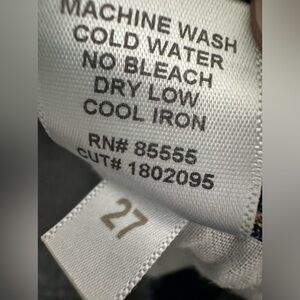 MACHINE WASH
COLD WATER
NO BLEACH
DRY LOW
COOL IRON
RN# 85555
CUT# 1802095
27